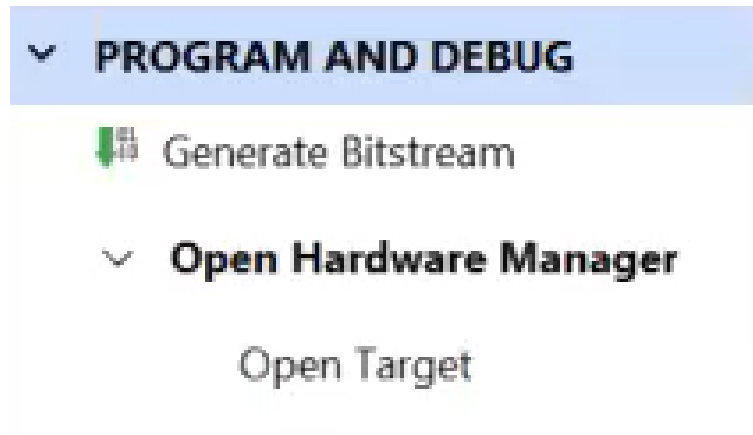 PROGRAM AND DEBUG
Generate Bitstream
Open Hardware Manager
Open Target